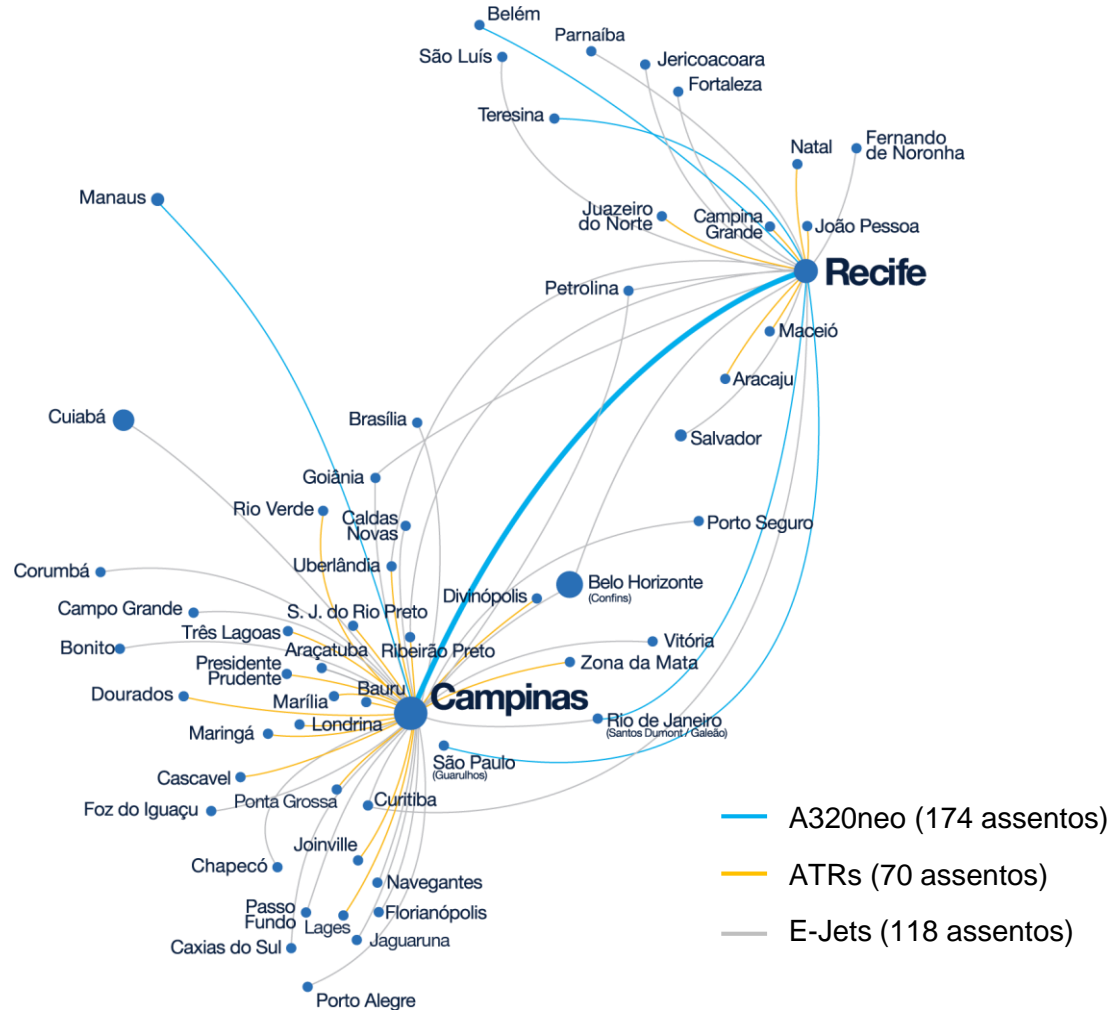 Belém
Parnaíba
São Luís
Jericoacoara
Fortaleza
Teresina
Natal
Fernando
de Noronha
Manaus
Juazeiro
do Norte
Campina
Grande
João Pessoa
Recife
Petrolina
Maceió
Aracaju
Cuiabá
Brasília
Salvador
Goiânia
Rio Verde
Caldas
Novas
Porto Seguro
Uberlândia
Corumbá
Belo Horizonte
(Confins)
Divinópolis
Campo Grande
S. J. do Rio Preto
Três Lagoas
Vitória
Bonito
Araçatuba
Ribeirão Preto
Zona da Mata
Presidente
Prudente
Bauru
Dourados
Marília
Campinas
Londrina
Maringá
Rio de Janeiro
(Santos Dumont / Galeão)
São Paulo
(Guarulhos)
Cascavel
Ponta Grossa
Curitiba
Foz do Iguaçu
A320neo (174 assentos)
Joinville
Chapecó
ATRs (70 assentos)
Navegantes
Passo
Fundo
Lages
Florianópolis
E-Jets (118 assentos)
Jaguaruna
Caxias do Sul
Porto Alegre